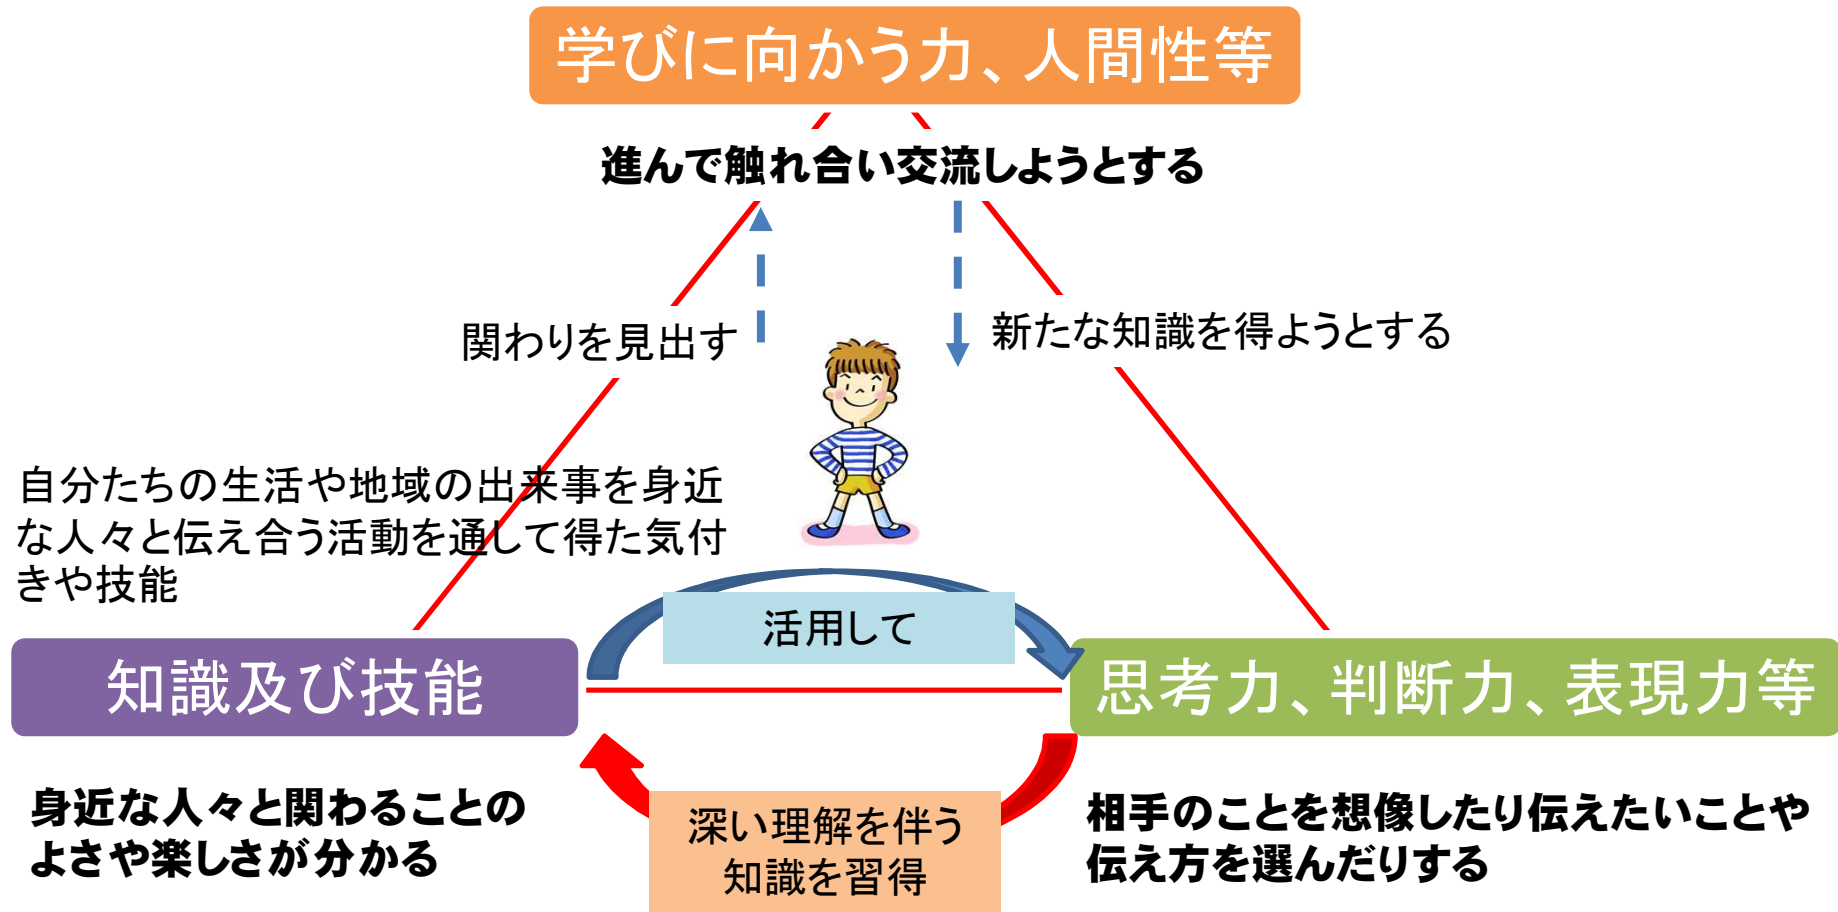 学びに向かう力、人間性等
進んで触れ合い交流しようとする
関わりを見出す
新たな知識を得ようとする
自分たちの生活や地域の出来事を身近
な人々と伝え合う活動を通して得た気付
きや技能
活用して
知識及び技能
思考力、判断力、表現力等
身近な人々と関わることの
よさや楽しさが分かる
深い理解を伴う
知識を習得
相手のことを想像したり伝えたいことや
伝え方を選んだりする